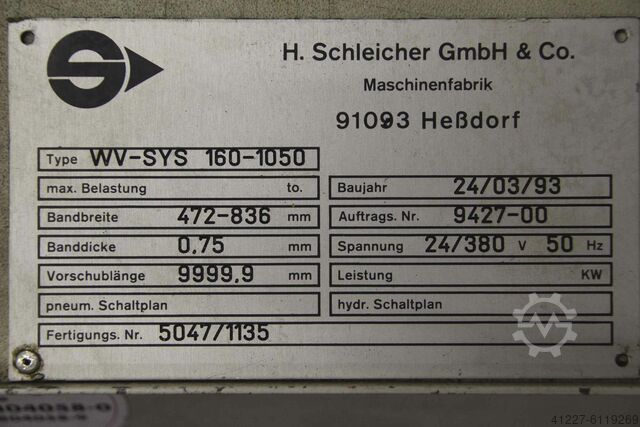 H. Schleicher GmbH & Co.
Maschinenfabrik
91093 Heßdorf
Type WV-SYS 160-1050
max. Belastung to.
Baujahr 24/03/93
Bandbreite 472-836 mm
Auftrags. Nr. 9427-00
Banddicke 0,75 mm
Spannung 24/380 V 50 Hz
Vorschublänge 9999,9 mm
Leistung KW
pneum. Schaltplan
hydr. Schaltplan
Fertigungs. Nr. 5047/1135
41227-6119269